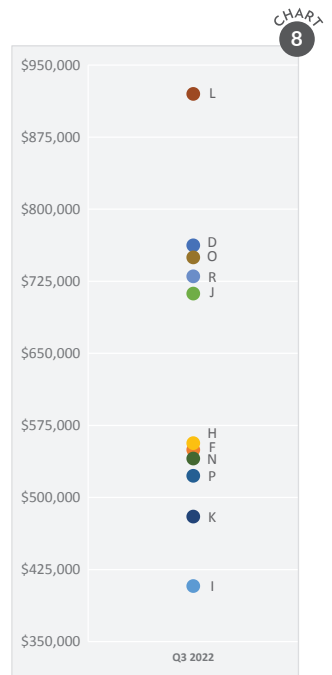 CHART
8
$950,000
L
$875,000
$800,000
D
O
$725,000
R
J
$650,000
$575,000
H
F
N
$500,000
P
K
$425,000
I
$350,000
Q3 2022